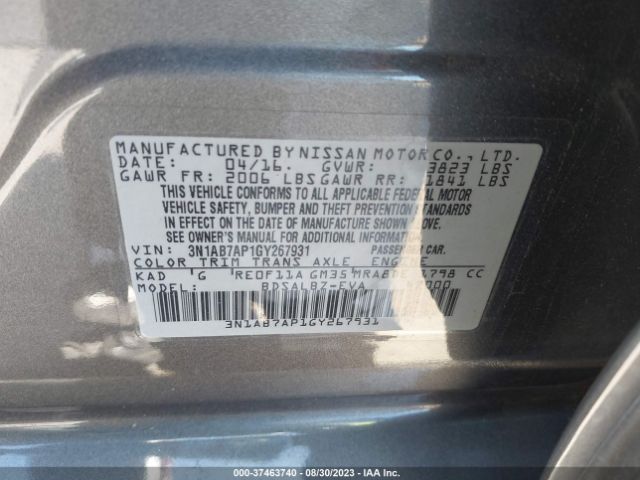 MANUFACTURED BY NISSAN MOTOR CO., LTD.
DATE: 04/16. GVWR: 3823 LBS
GAWR FR: 2006 LBS GAWR RR: 1841 LBS
THIS VEHICLE CONFORMS TO ALL APPLICABLE FEDERAL MOTOR
VEHICLE SAFETY, BUMPER AND THEFT PREVENTION STANDARDS
IN EFFECT ON THE DATE OF MANUFACTURE SHOWN ABOVE.
SEE OWNER'S MANUAL FOR ADDITIONAL INFORMATION
VIN: 3N1AB7AP1GY267931 PASSENGER CAR.
COLOR TRIM TRANS AXLE ENGINE
KAD G RE0F11A GM35 MRA8DE 1798 CC
MODEL: BDSALBZ-EVA
3N1AB7AP1GY267931
000-37463740 - 08/30/2023 - IAA Inc.